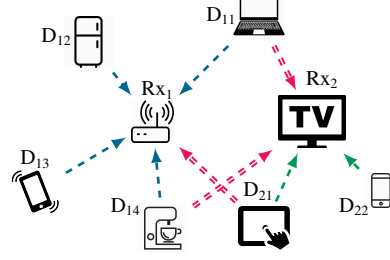 D₁₁
D₁₂
Rx₁
Rx₂
TV
D₁₃
D₁₄
D₂₁
D₂₂